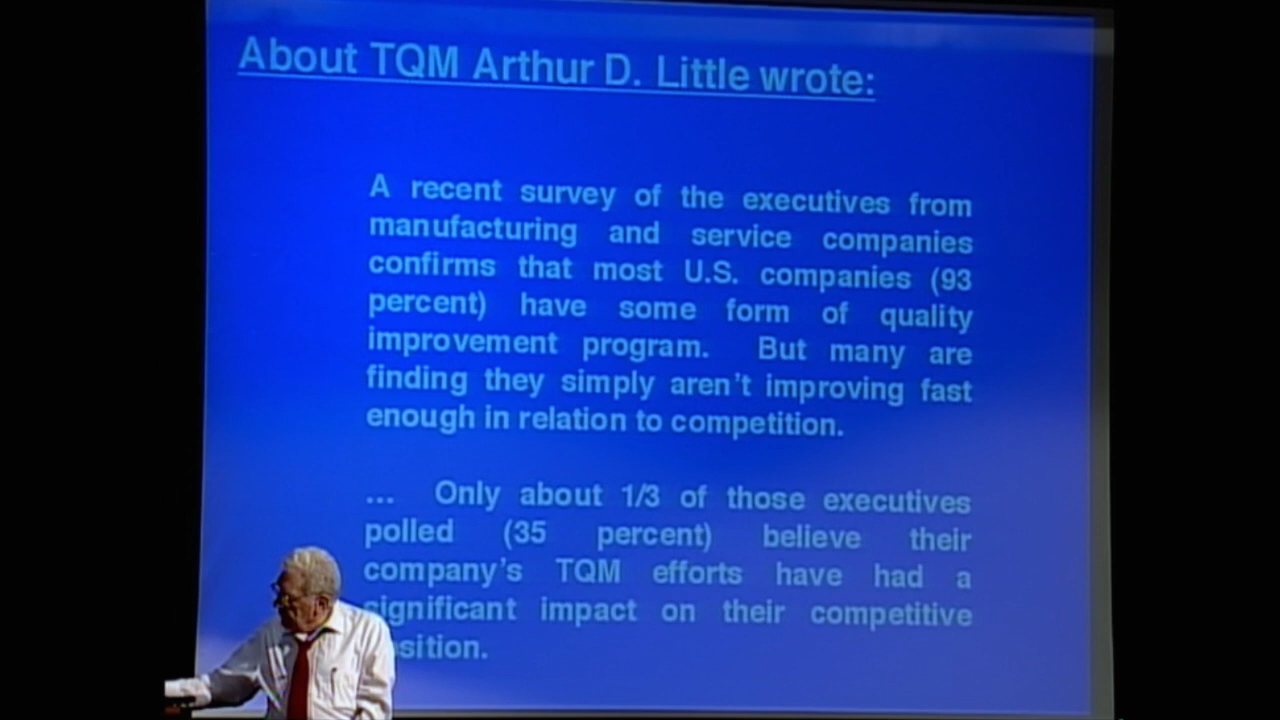 About TQM Arthur D. Little wrote:
A recent survey of the executives from
manufacturing and service companies
confirms that most U.S. companies (93
percent) have some form of quality
improvement program. But many are
finding they simply aren't improving fast
enough in relation to competition.
... Only about 1/3 of those executives
polled (35 percent) believe their
company's TQM efforts have had a
significant impact on their competitive
sition.